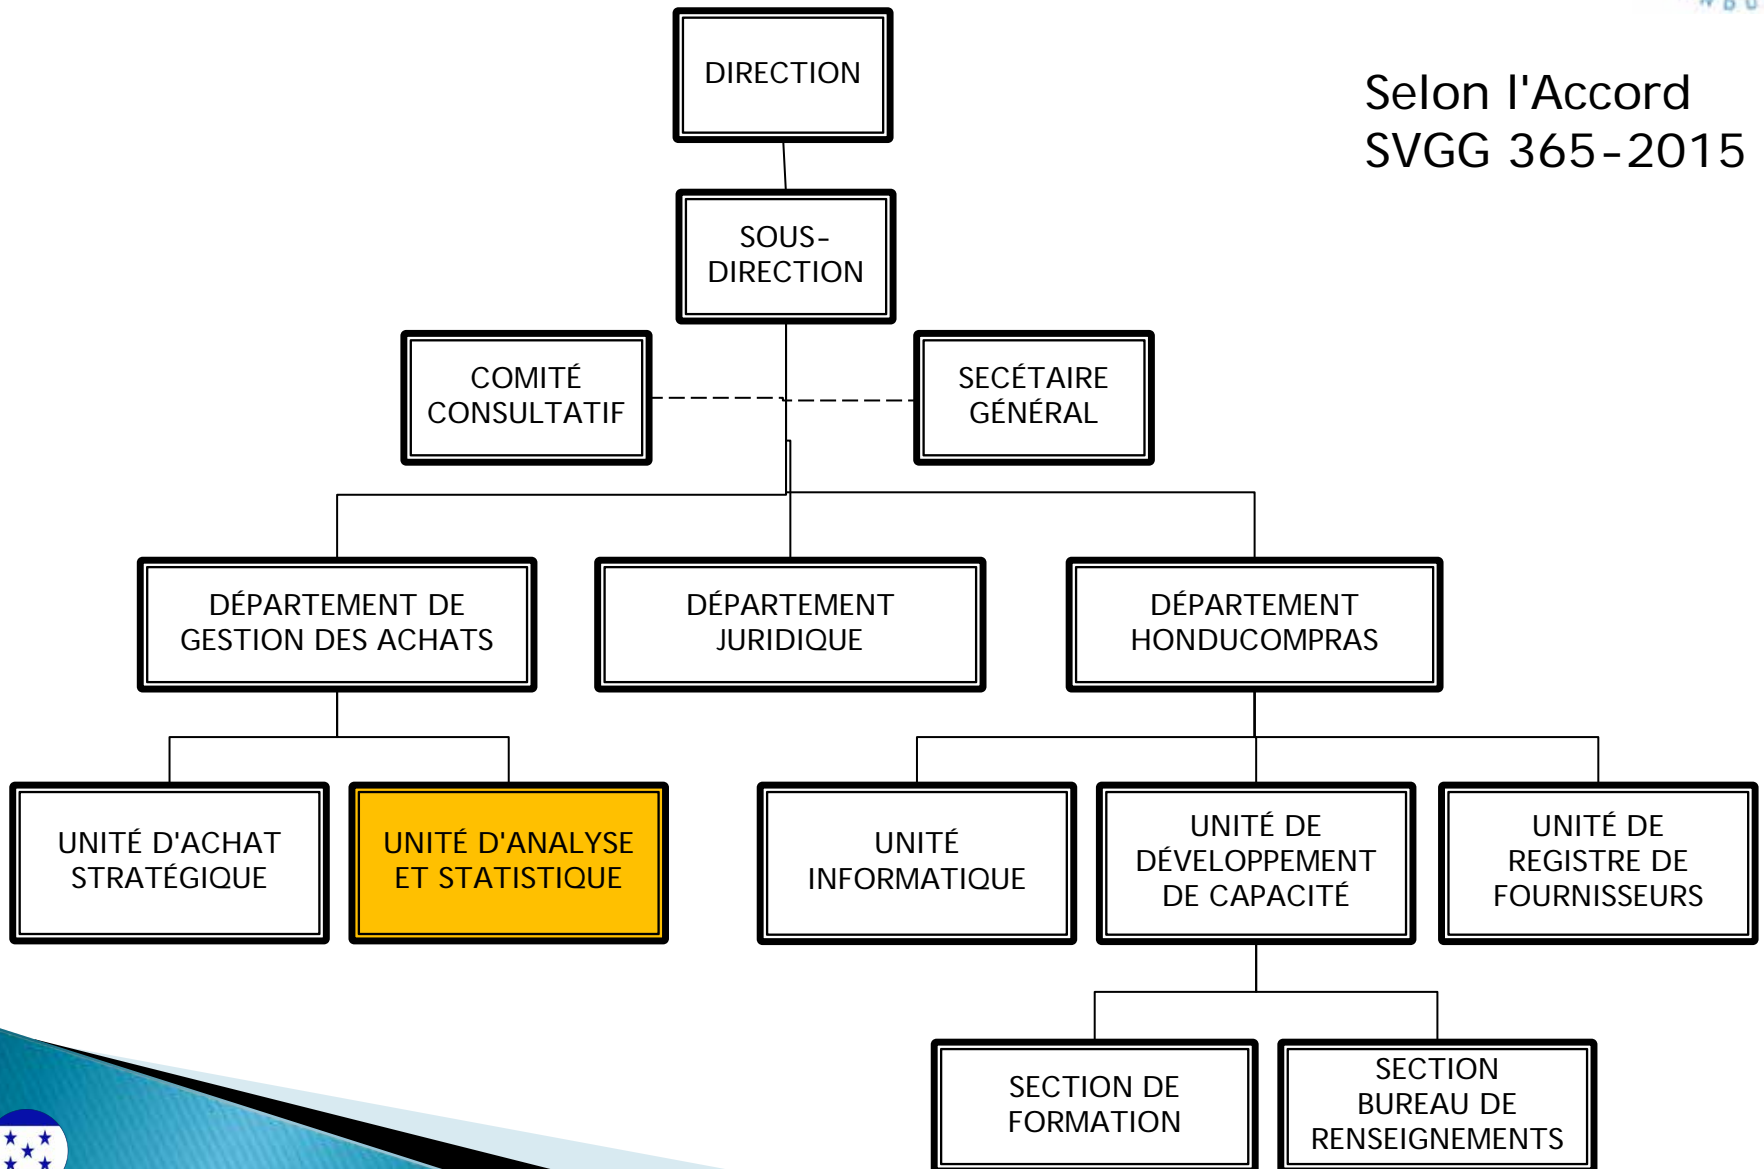 DIRECTION
Selon l'Accord
SVGG 365-2015
SOUS-
DIRECTION
COMITÉ
CONSULTATIF
SECÉTAIRE
GÉNÉRAL
DÉPARTEMENT DE
GESTION DES ACHATS
DÉPARTEMENT
JURIDIQUE
DÉPARTEMENT
HONDUCOMPRAS
UNITÉ D'ACHAT
STRATÉGIQUE
UNITÉ D'ANALYSE
ET STATISTIQUE
UNITÉ
INFORMATIQUE
UNITÉ DE
DÉVELOPPEMENT
DE CAPACITÉ
UNITÉ DE
REGISTRE DE
FOURNISSEURS
SECTION DE
FORMATION
SECTION
BUREAU DE
RENSEIGNEMENTS